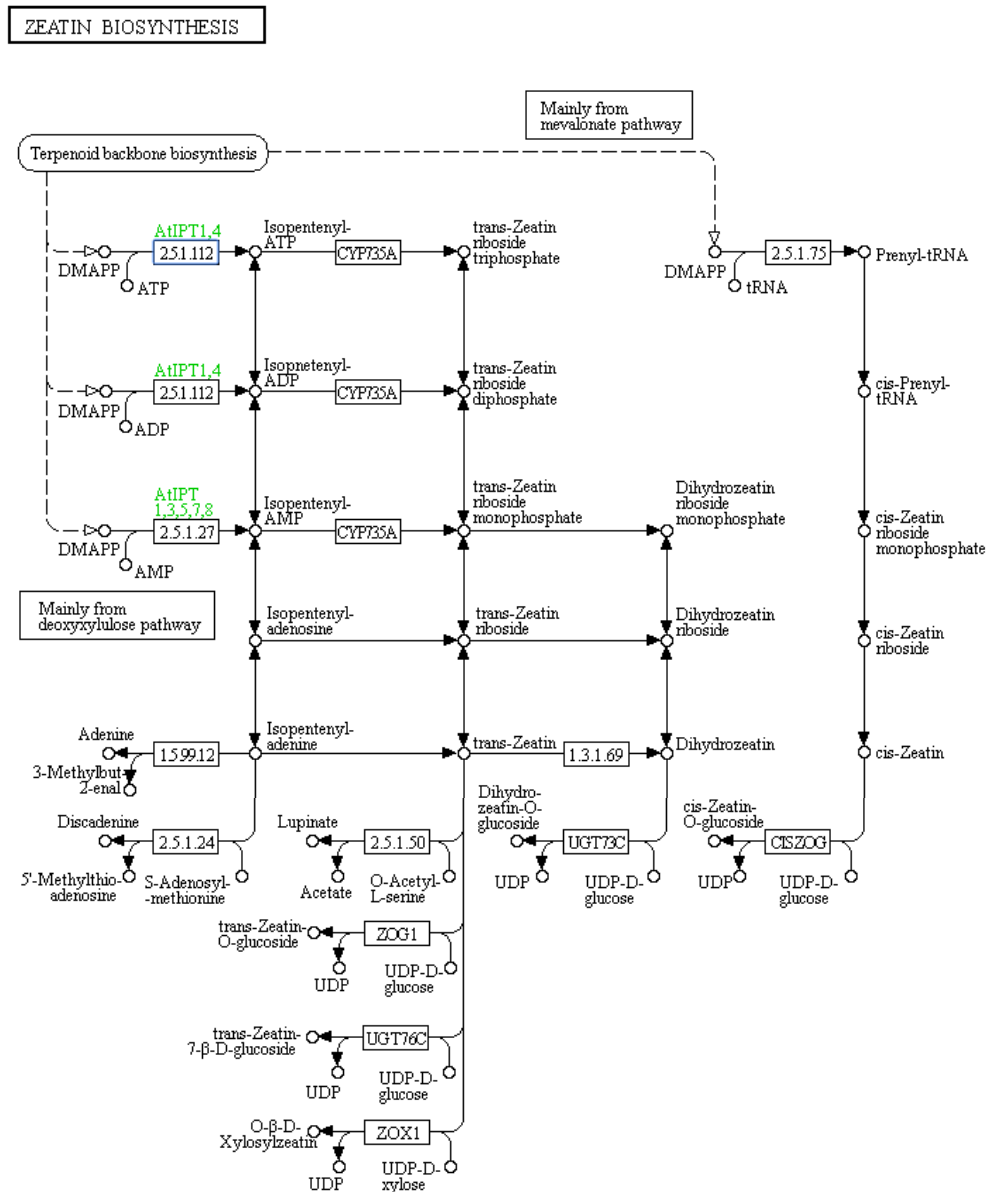 ZEATIN BIOSYNTHESIS
Mainly from
mevalonate pathway
Terpenoid backbone biosynthesis
AtIPT1,4
2.5.1.112
DMAPP
ATP
Isopentenyl-
ATP
CYP735A
trans-Zeatin
riboside
triphosphate
DMAPP
tRNA
2.5.1.75
Prenyl-tRNA
AtIPT1,4
2.5.1.112
DMAPP
ADP
Isopnetenyl-
ADP
CYP735A
trans-Zeatin
riboside
diphosphate
cis-Prenyl-
tRNA
AtIPT
1,3,5,7,8
2.5.1.27
DMAPP
AMP
Isopentenyl-
AMP
CYP735A
trans-Zeatin
riboside
monophosphate
Dihydrozeatin
riboside
monophosphate
cis-Zeatin
riboside
monophosphate
Mainly from
deoxyxylulose pathway
Isopentenyl-
adenosine
trans-Zeatin
riboside
Dihydrozeatin
riboside
cis-Zeatin
riboside
Adenine
1.5.99.12
3-Methylbut-
2-enal
Isopentenyl-
adenine
trans-Zeatin
1.3.1.69
Dihydrozeatin
cis-Zeatin
Discadenine
2.5.1.24
5'-Methylthio-
adenosine
S-Adenosyl-
-methionine
Lupinate
2.5.1.50
Acetate
O-Acetyl-
L-serine
Dihydro-
zeatin-O-
glucoside
UGT73C
UDP
UDP-D-
glucose
cis-Zeatin-
O-glucoside
CISZOG
UDP
UDP-D-
glucose
trans-Zeatin-
O-glucoside
ZOG1
UDP
UDP-D-
glucose
trans-Zeatin-
7-β-D-glucoside
UGT76C
UDP
UDP-D-
glucose
O-β-D-
Xylosylzeatin
ZOX1
UDP
UDP-D-
xylose